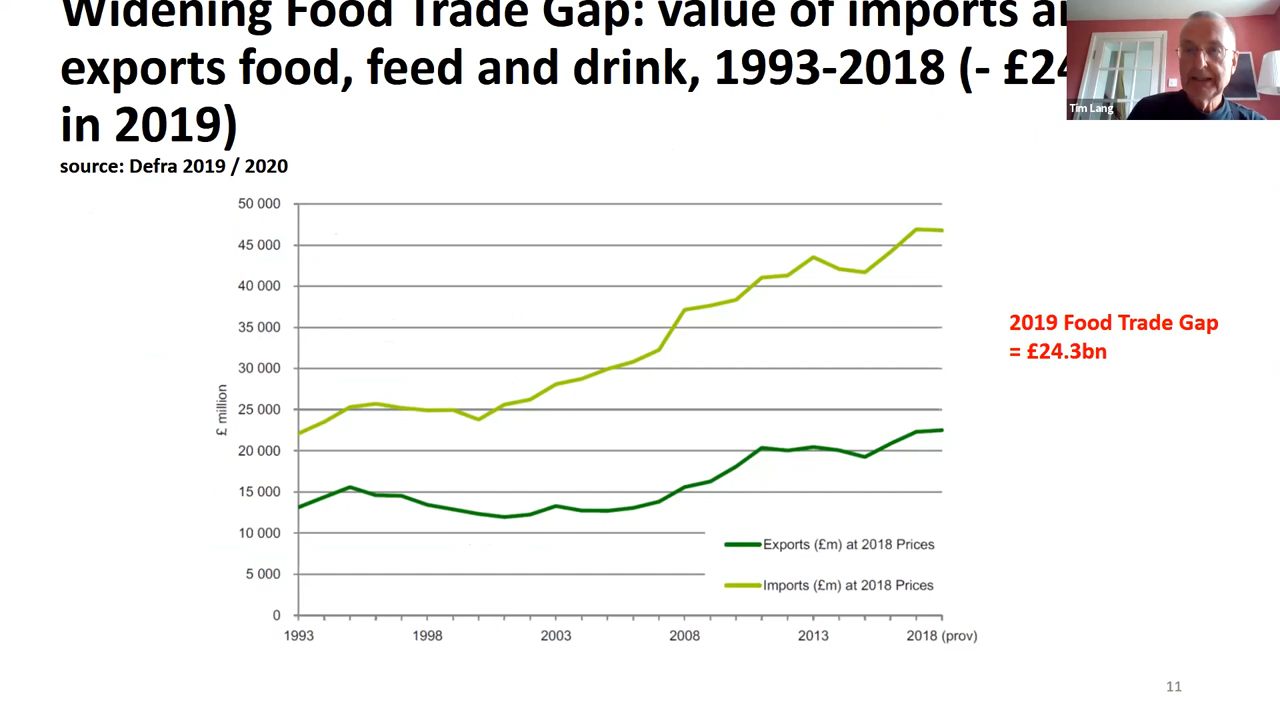 Widening Food Trade Gap: value of imports
exports food, feed and drink, 1993-2018 (- £24
in 2019)
source: Defra 2019 / 2020
Tim Lang
50 000
45 000
40 000
35 000
30 000
25 000
20 000
15 000
10 000
5 000
0
£ million
2019 Food Trade Gap
= £24.3bn
Exports (£m) at 2018 Prices
Imports (£m) at 2018 Prices
1993 1998 2003 2008 2013 2018 (prov)
11